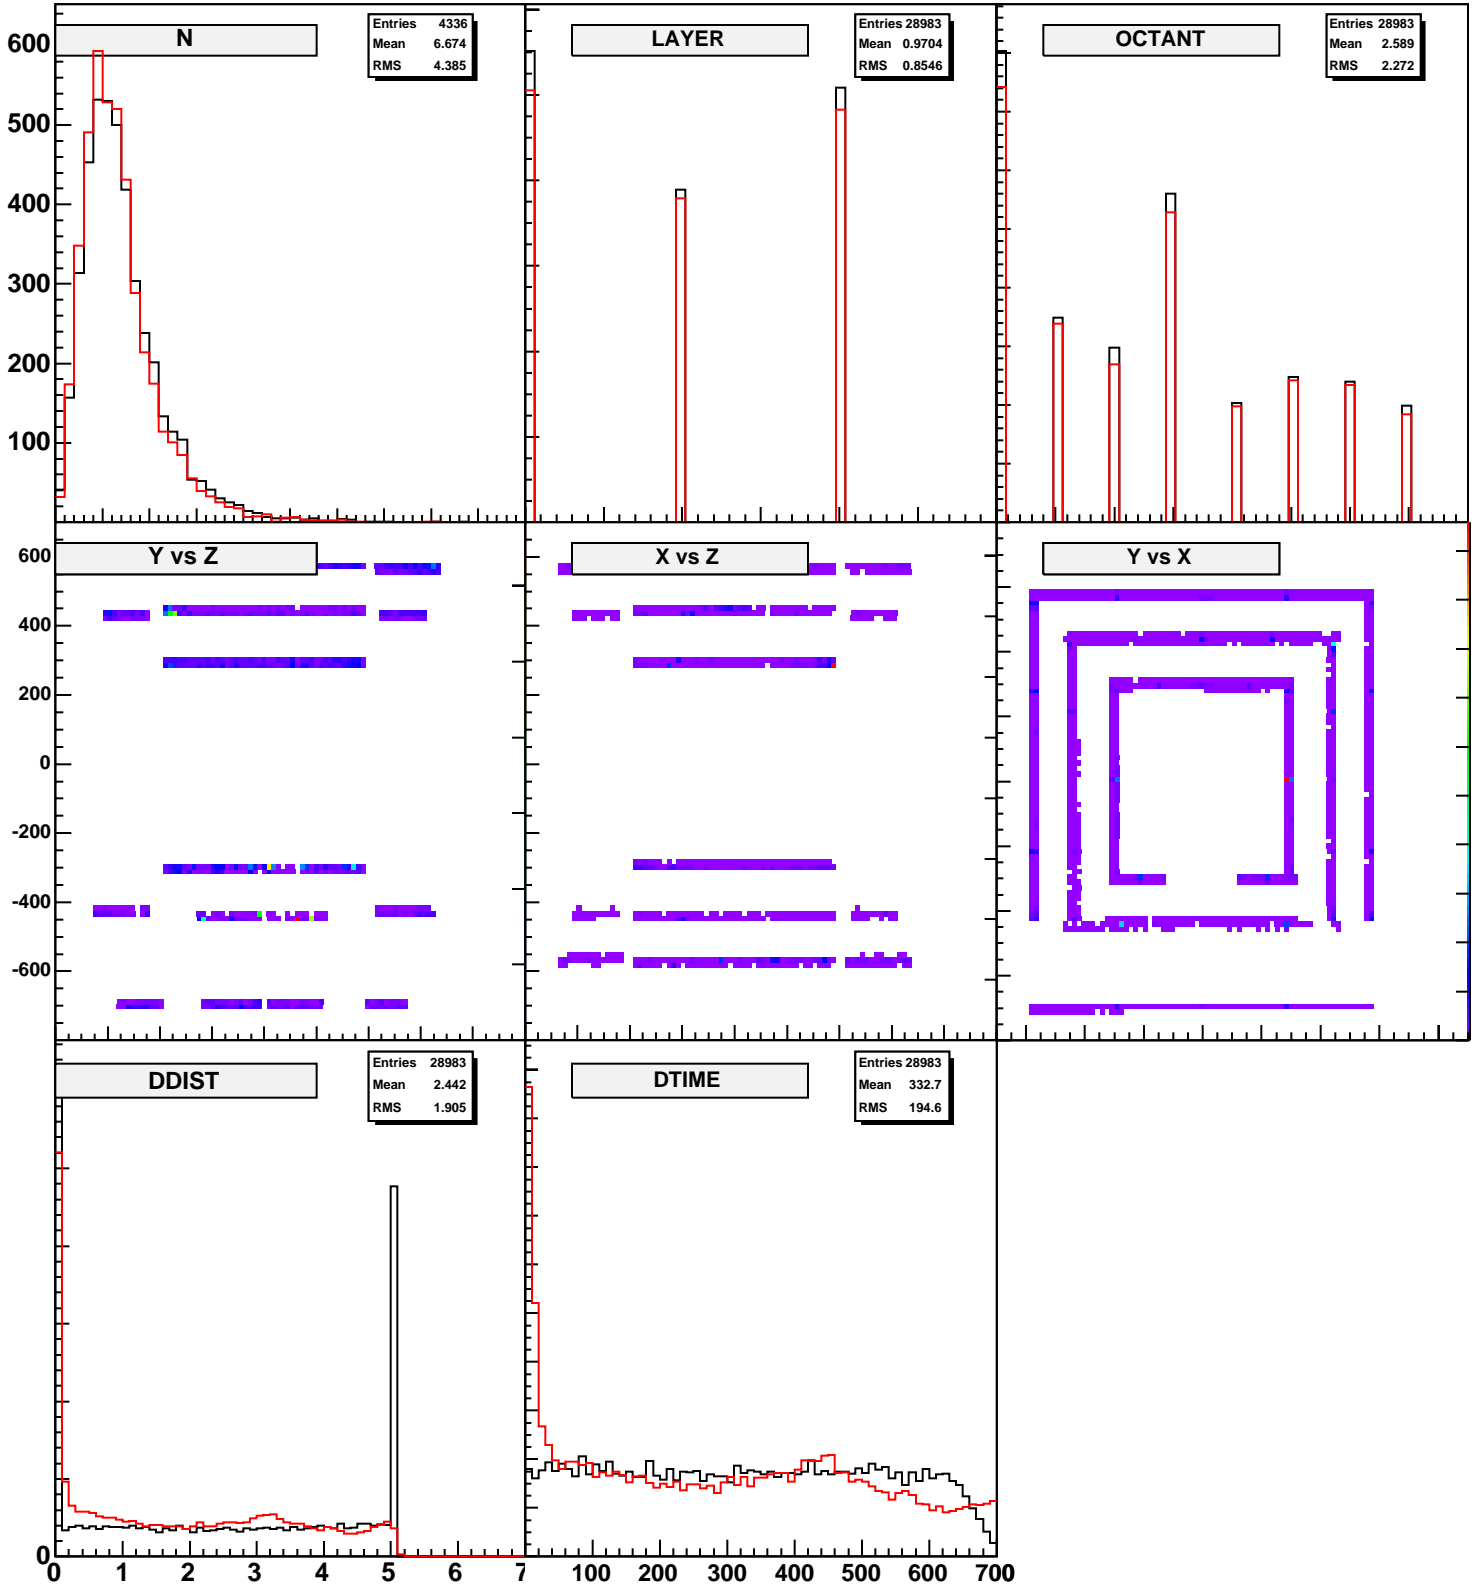 N
Entries 4336
Mean 6.674
RMS 4.385
600
500
400
300
200
100
LAYER
Entries 28983
Mean 0.9704
RMS 0.8546
OCTANT
Entries 28983
Mean 2.589
RMS 2.272
Y vs Z
600
400
200
0
-200
-400
-600
X vs Z
Y vs X
DDIST
Entries 28983
Mean 2.442
RMS 1.905
0
0 1 2 3 4 5 6 7
DTIME
Entries 28983
Mean 332.7
RMS 194.6
100 200 300 400 500 600 700